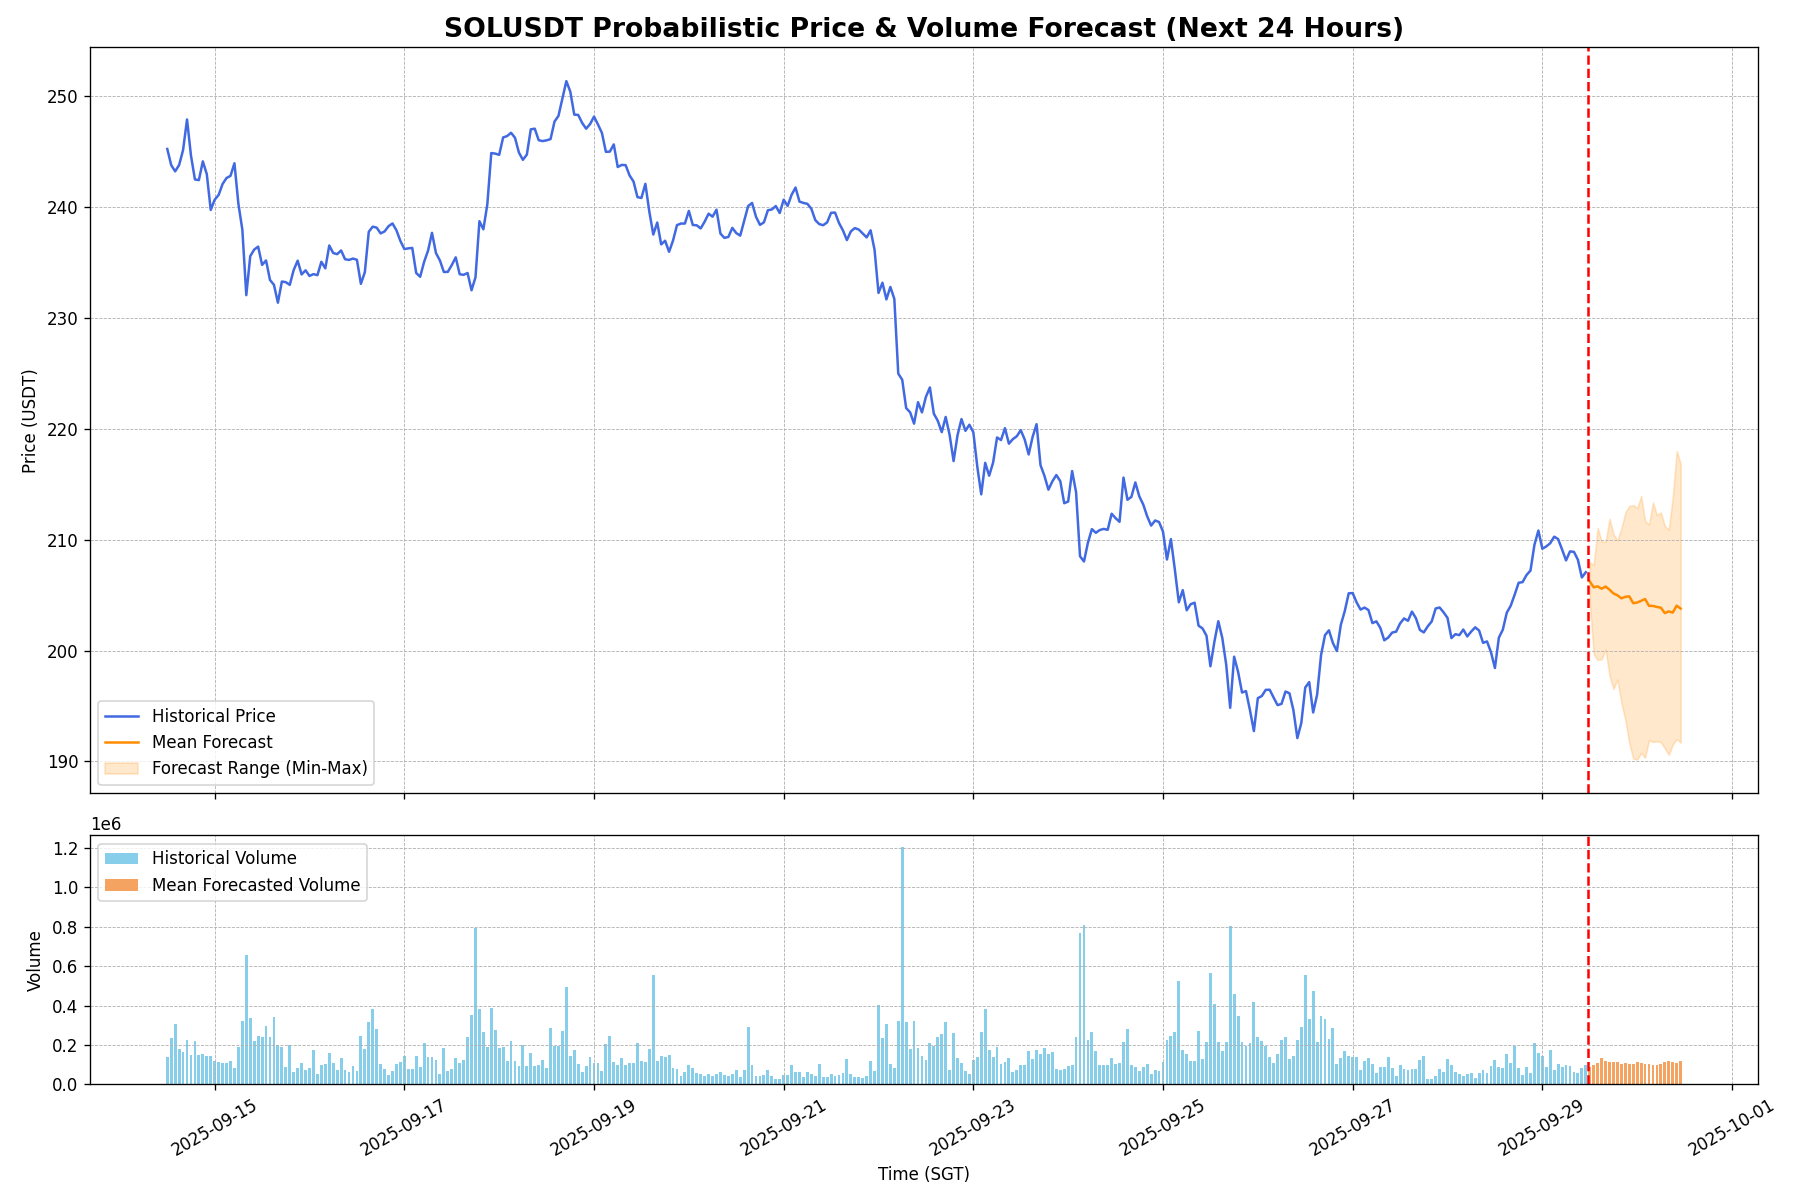 SOLUSDT Probabilistic Price & Volume Forecast (Next 24 Hours)
250
240
230
220
210
200
190
Price (USDT)
Historical Price
Mean Forecast
Forecast Range (Min-Max)
1e6
1.2
1.0
0.8
0.6
0.4
0.2
0.0
Volume
Historical Volume
Mean Forecasted Volume
2025-09-15
2025-09-17
2025-09-19
2025-09-21
2025-09-23
2025-09-25
2025-09-27
2025-09-29
2025-10-01
Time (SGT)